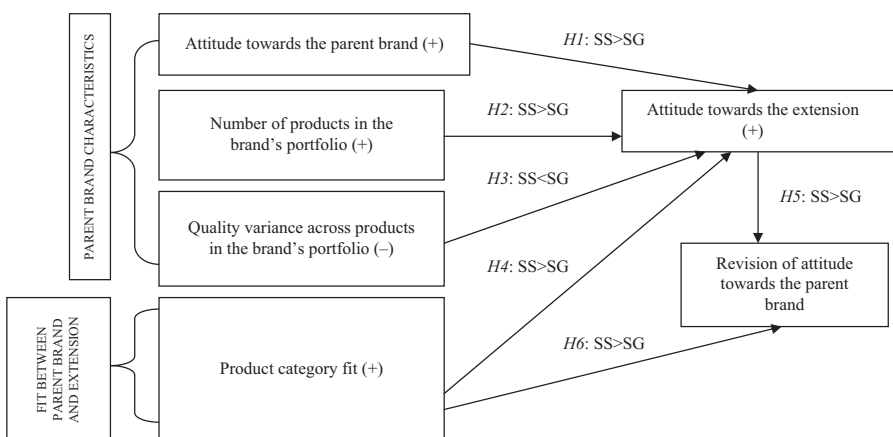 PARENT BRAND CHARACTERISTICS
Attitude towards the parent brand (+)
H1: SS>SG
Number of products in the
brand's portfolio (+)
H2: SS>SG
Attitude towards the extension
(+)
H3: SS<SG
Quality variance across products
in the brand's portfolio (–)
H4: SS>SG
H5: SS>SG
Revision of attitude
towards the parent
brand
FIT BETWEEN
PARENT BRAND
AND EXTENSION
Product category fit (+)
H6: SS>SG